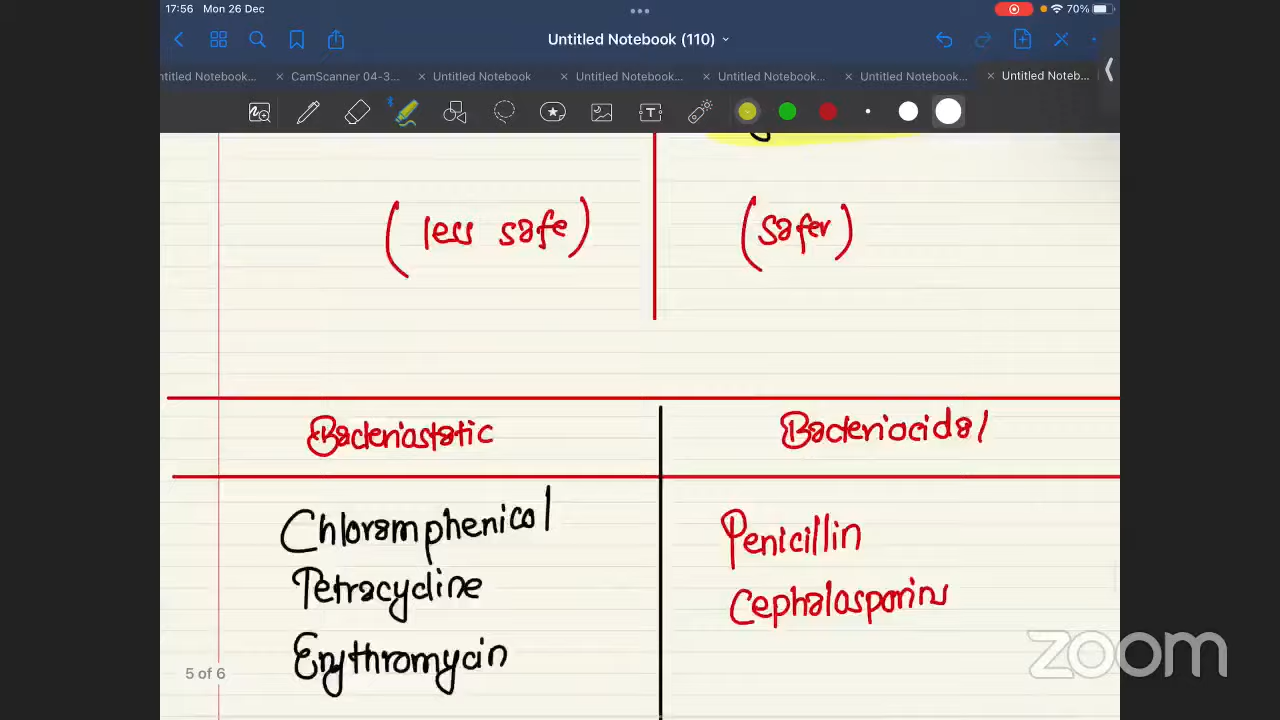 17:56 Mon 26 Dec
70%
Untitled Notebook (110)
ntitled Notebook...
CamScanner 04-3...
Untitled Notebook
Untitled Notebook...
Untitled Notebook...
Untitled Notebook...
Untitled Noteb...
(less safe)
(safer)
Bacteriostatic
Bacteriocidal
Chloramphenicol
Penicillin
Tetracycline
Cephalosporins
Erythromycin
5 of 6
zoom